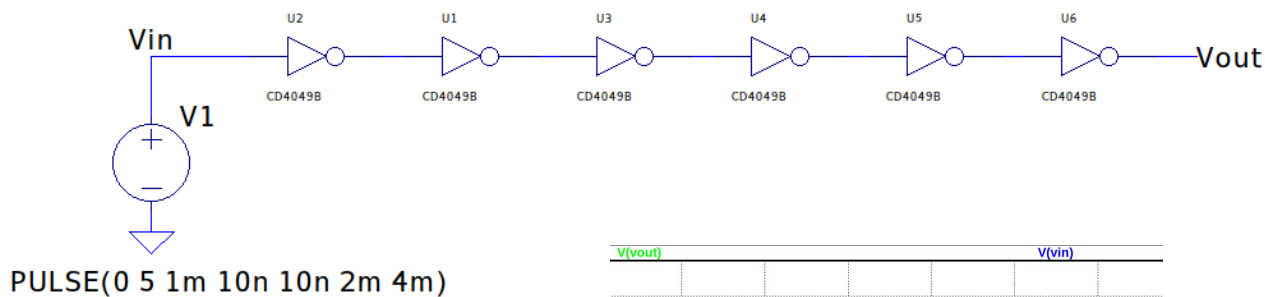 U2 U1 U3 U4 U5 U6
Vin
Vout
CD4049B CD4049B CD4049B CD4049B CD4049B CD4049B
V1
V(vout) V(vin)
PULSE(0 5 1m 10n 10n 2m 4m)